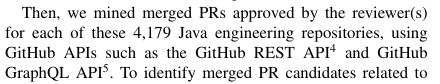 Then, we mined merged PRs approved by the reviewer(s)
for each of these 4,179 Java engineering repositories, using
GitHub APIs such as the GitHub REST API4 and GitHub
GraphQL API5. To identify merged PR candidates related to